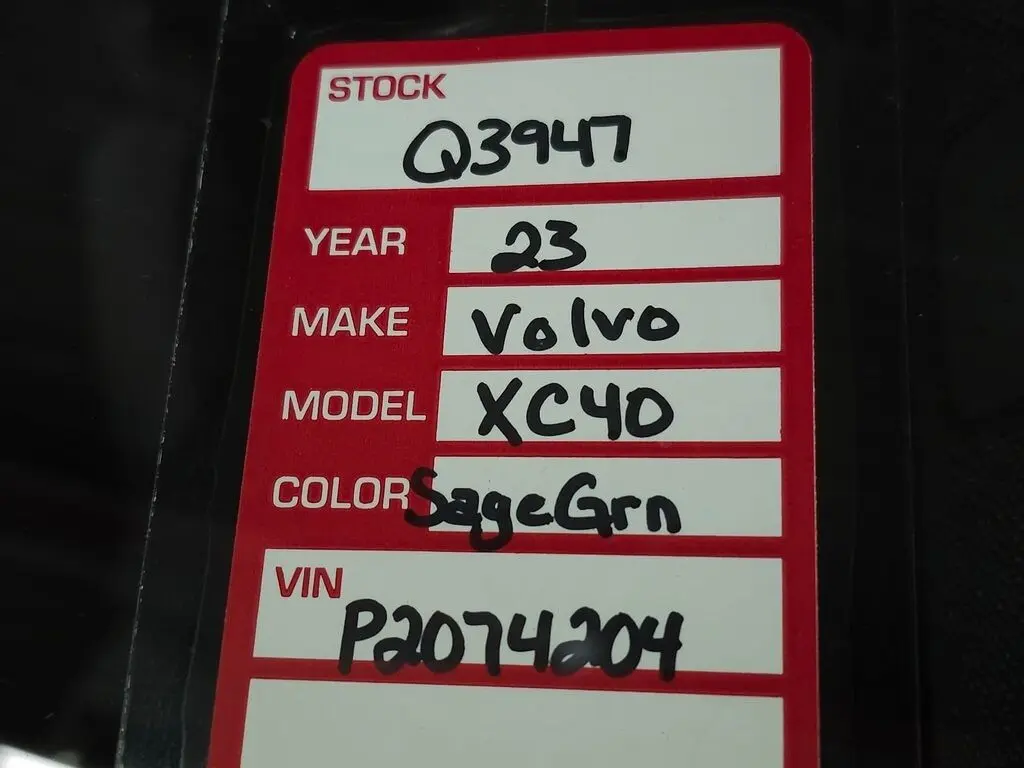 STOCK
Q3947
YEAR 23
MAKE Volvo
MODEL XC40
COLOR SageGrn
VIN
P2074204